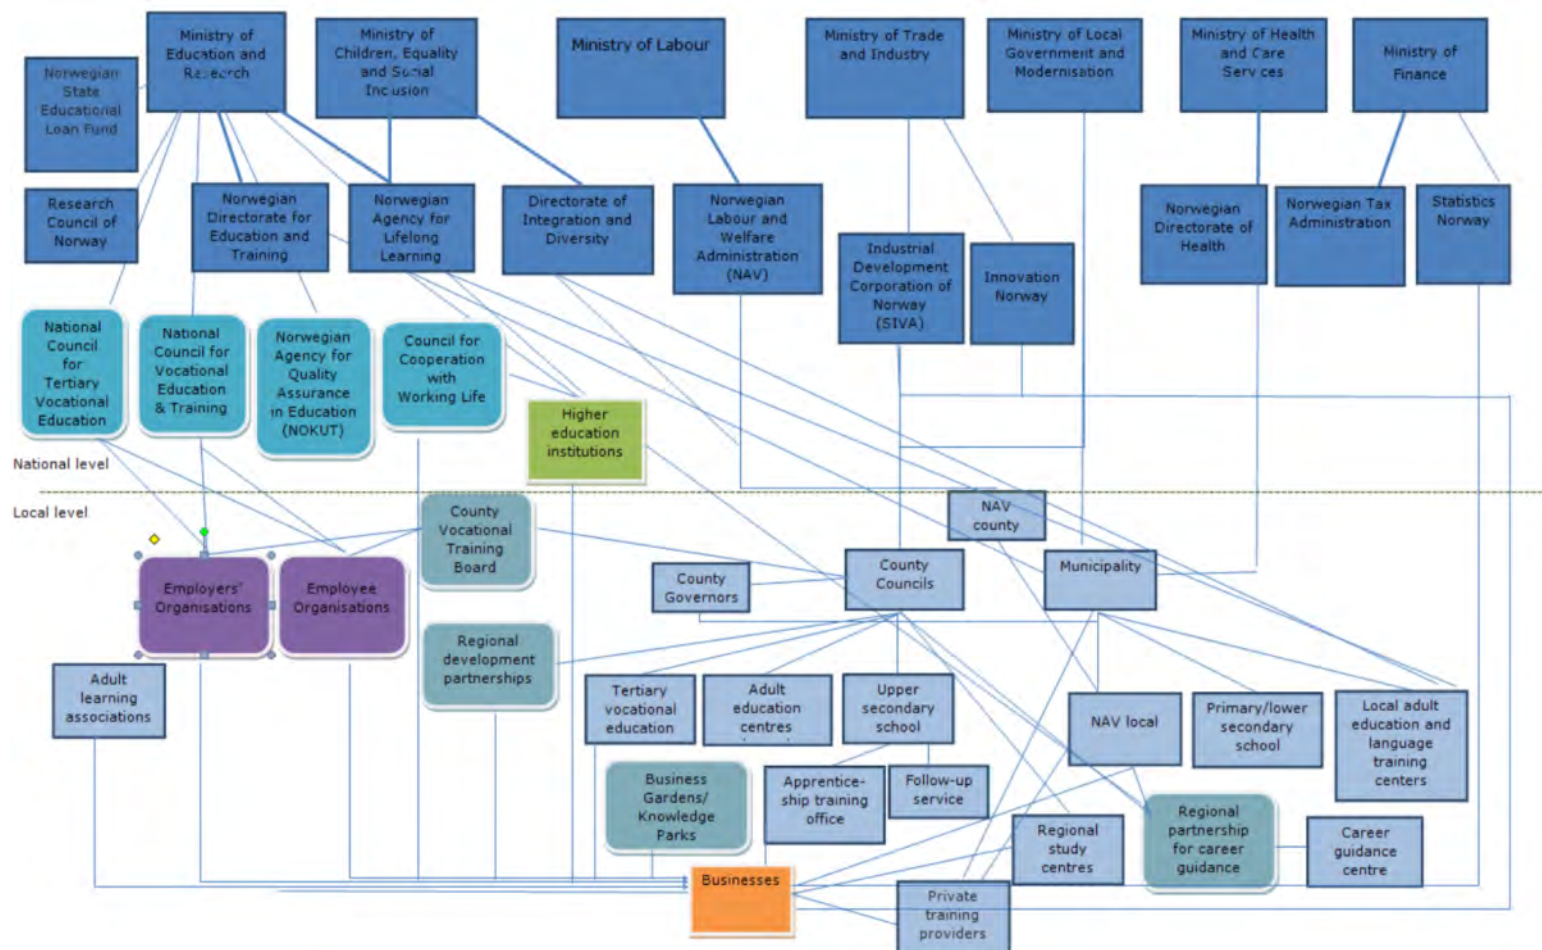 Ministry of
Education and
Research
Ministry of
Children, Equality
and Social
Inclusion
Ministry of Labour
Ministry of Trade
and Industry
Ministry of Local
Government and
Modernisation
Ministry of Health
and Care
Services
Ministry of
Finance
Norwegian
State
Educational
Loan Fund
Research
Council of
Norway
Norwegian
Directorate for
Education and
Training
Norwegian
Agency for
Lifelong
Learning
Directorate of
Integration and
Diversity
Norwegian
Labour and
Welfare
Administration
(NAV)
Industrial
Development
Corporation of
Norway
(SIVA)
Innovation
Norway
Norwegian
Directorate of
Health
Norwegian Tax
Administration
Statistics
Norway
National
Council
for
Tertiary
Vocational
Education
National
Council for
Vocational
Education
& Training
Norwegian
Agency for
Quality
Assurance
in Education
(NOKUT)
Council for
Cooperation
with
Working Life
Higher
education
institutions
National level
Local level
County
Vocational
Training
Board
NAV
county
Employers'
Organisations
Employee
Organisations
County
Governors
County
Councils
Municipality
Regional
development
partnerships
Adult
learning
associations
Tertiary
vocational
education
Adult
education
centres
Upper
secondary
school
NAV local
Primary/lower
secondary
school
Local adult
education and
language
training
centers
Business
Gardens/
Knowledge
Parks
Apprentice-
ship training
office
Follow-up
service
Regional
study
centres
Regional
partnership
for career
guidance
Career
guidance
centre
Businesses
Private
training
providers